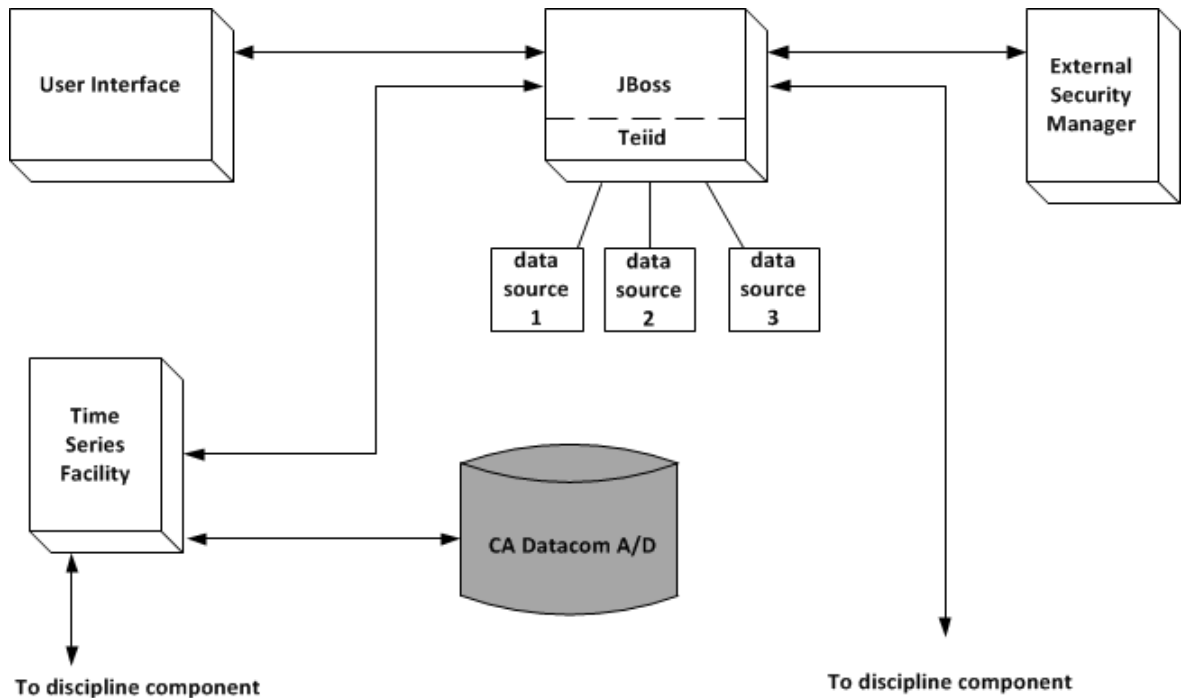 User Interface
JBoss
Teiid
External
Security
Manager
data
source
1
data
source
2
data
source
3
Time
Series
Facility
CA Datacom A/D
To discipline component
To discipline component